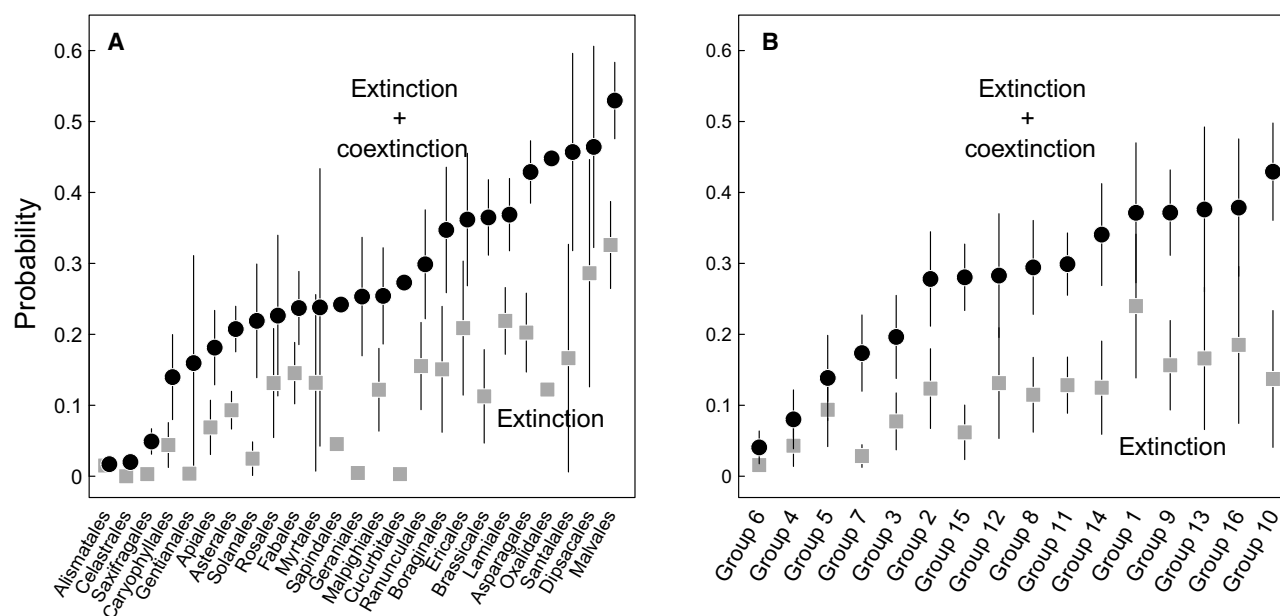 A
B
Probability
0.6
0.5
0.4
0.3
0.2
0.1
0
Extinction
+
coextinction
Extinction
Alismatales
Celastrales
Saxifragales
Caryophyllales
Gentianales
Apiales
Asterales
Solanales
Rosales
Fabales
Myrtales
Sapindales
Geraniales
Malpighiales
Cucurbitales
Ranunculales
Boraginales
Ericales
Brassicales
Lamiales
Asparagales
Oxalidales
Santalales
Dipsacales
Malvales
0.6
0.5
0.4
0.3
0.2
0.1
0
Extinction
+
coextinction
Extinction
Group 6
Group 4
Group 5
Group 7
Group 3
Group 2
Group 15
Group 12
Group 8
Group 11
Group 14
Group 1
Group 9
Group 13
Group 16
Group 10